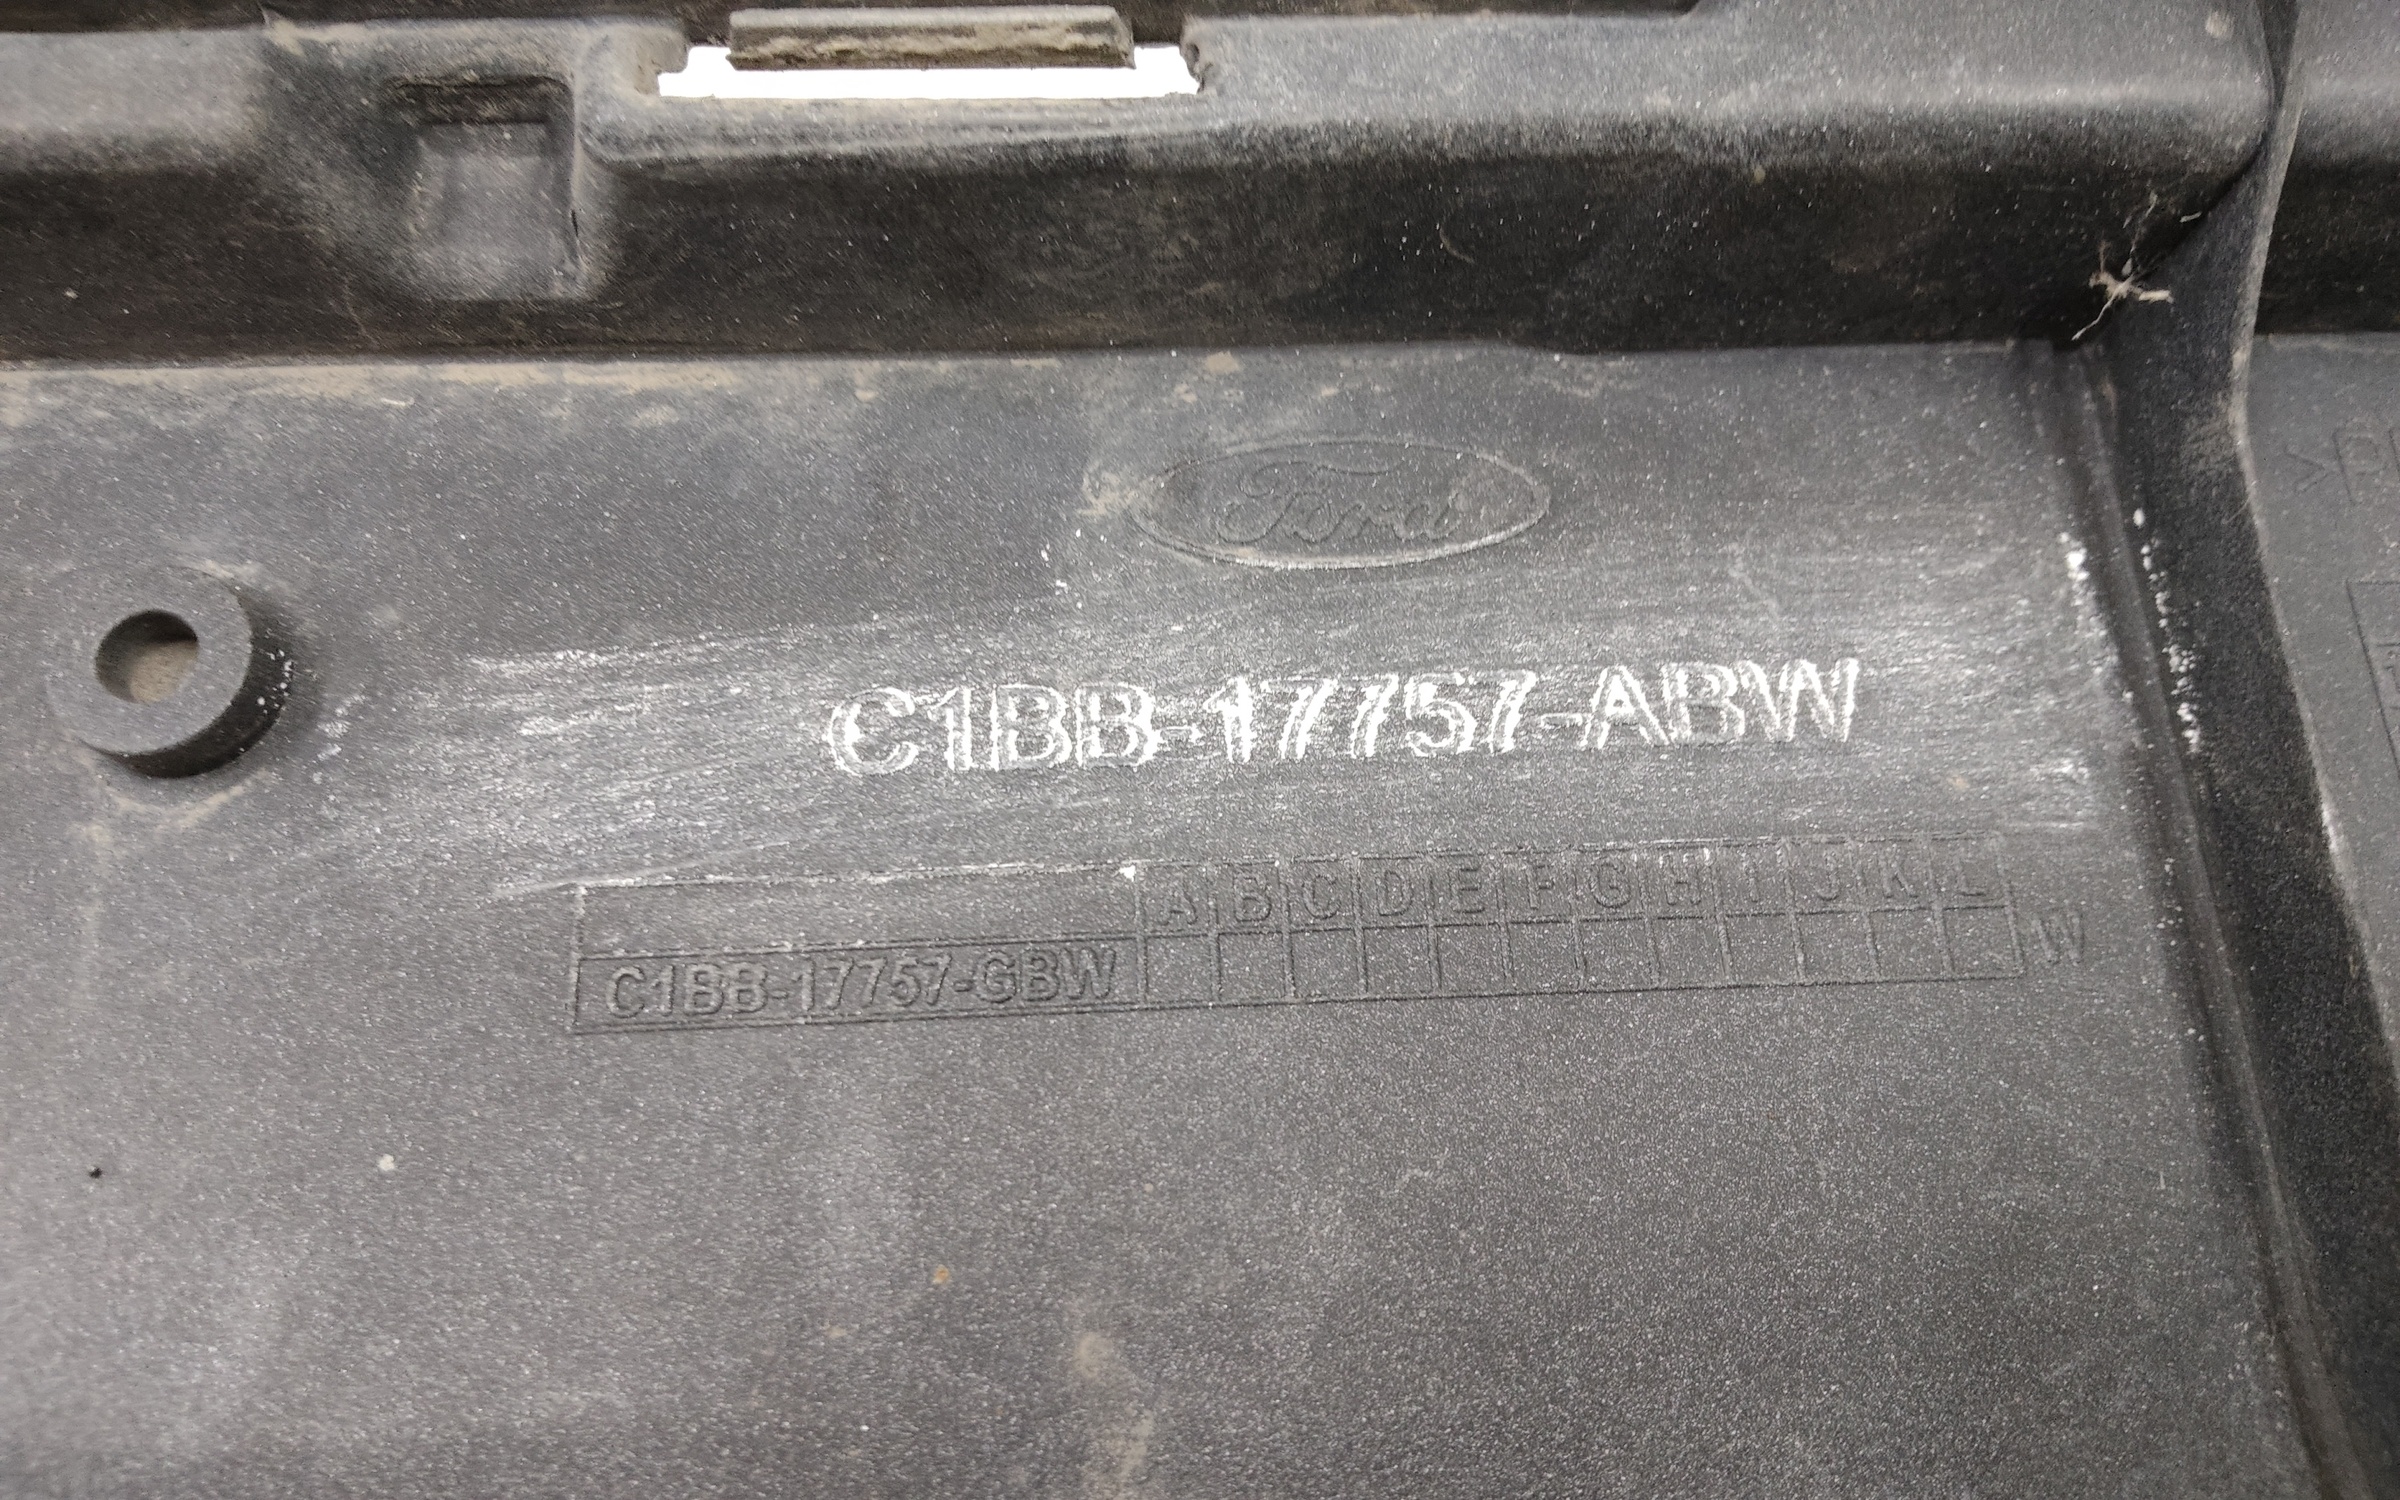 Ford
C1BB-17757-ABW
A B C D E F G H I J K L
C1BB-17757-GBW
W